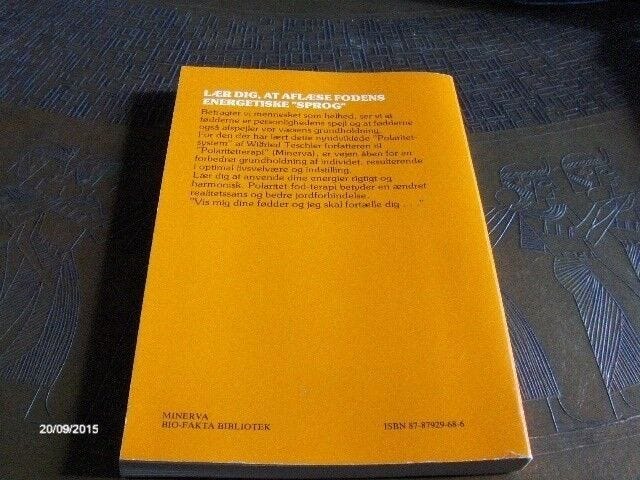 LÆR DIG, AT AFLÆSE FODENS
ENERGETISKE "SPROG"
Betragter vi mennesket som helhed, ser vi at
fødderne er personlighedens spejl og at fødderne
også afspejler vor væsens grundholdning.
For den der har lært dette nyudviklede "Polaritet-
system" af Wilfried Teschler forfatteren til
"Polaritetterapi" (Minerva), er vejen åben for en
forbedret grundholdning af individet, resulterende
i optimal livsvelvære og indstilling.
Lær dig at anvende dine energier rigtigt og
harmonisk. Polaritet fod-terapi betyder en ændret
realitetssans og bedre jordforbindelse.
"Vis mig dine fødder og jeg skal fortælle dig . . ."
MINERVA
BIO-FAKTA BIBLIOTEK
ISBN 87-87929-68-6
20/09/2015